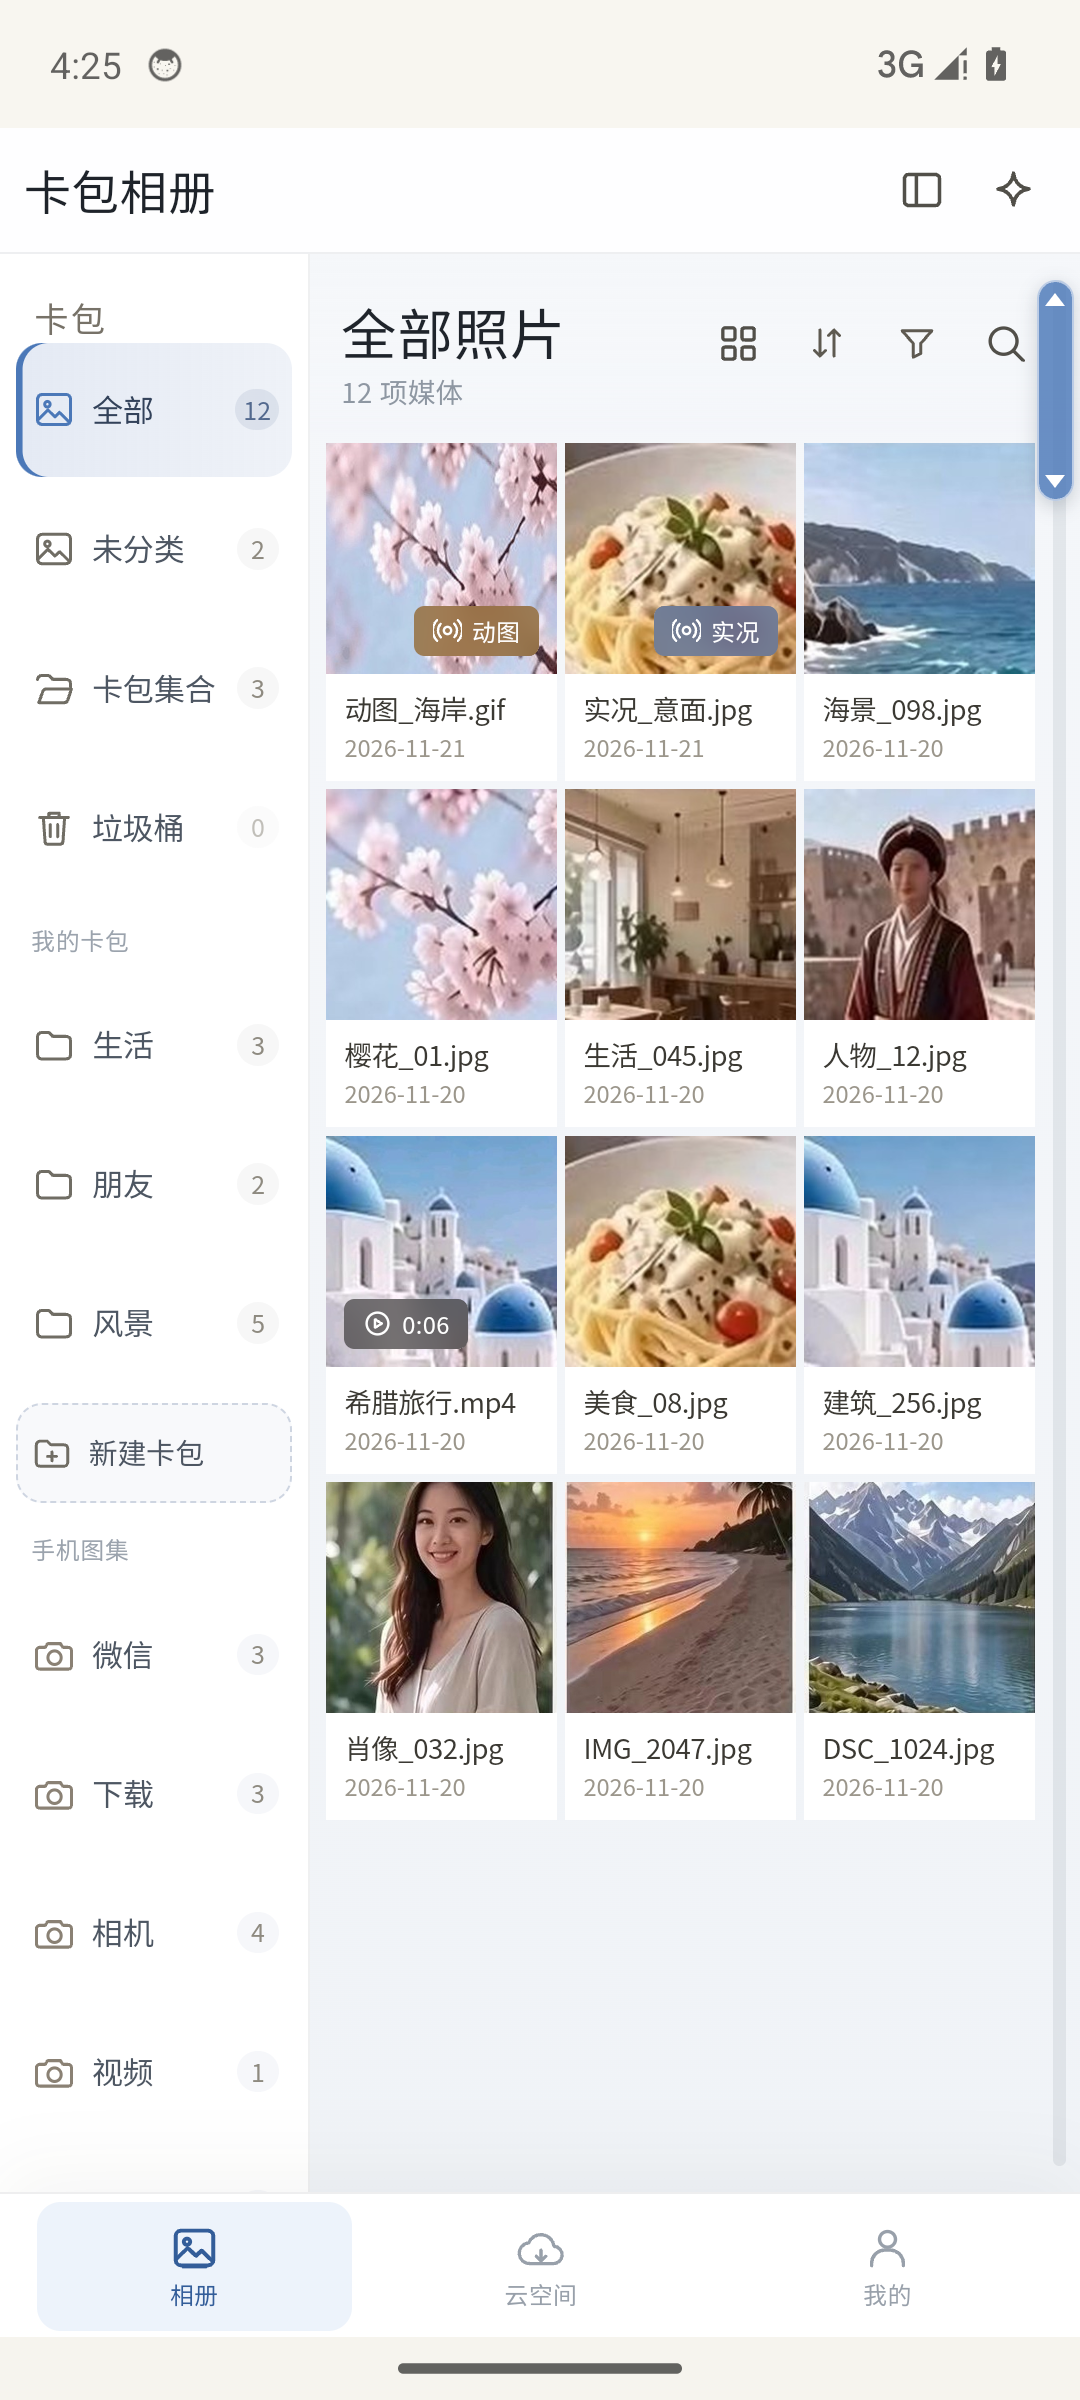 4:25
3G
卡包相册
卡包
全部 12
未分类 2
卡包集合 3
垃圾桶 0
我的卡包
生活 3
朋友 2
风景 5
新建卡包
手机图集
微信 3
下载 3
相机 4
视频 1
全部照片
12 项媒体
动图
实况
动图_海岸.gif
2026-11-21
实况_意面.jpg
2026-11-21
海景_098.jpg
2026-11-20
樱花_01.jpg
2026-11-20
生活_045.jpg
2026-11-20
人物_12.jpg
2026-11-20
0:06
希腊旅行.mp4
2026-11-20
美食_08.jpg
2026-11-20
建筑_256.jpg
2026-11-20
肖像_032.jpg
2026-11-20
IMG_2047.jpg
2026-11-20
DSC_1024.jpg
2026-11-20
相册
云空间
我的